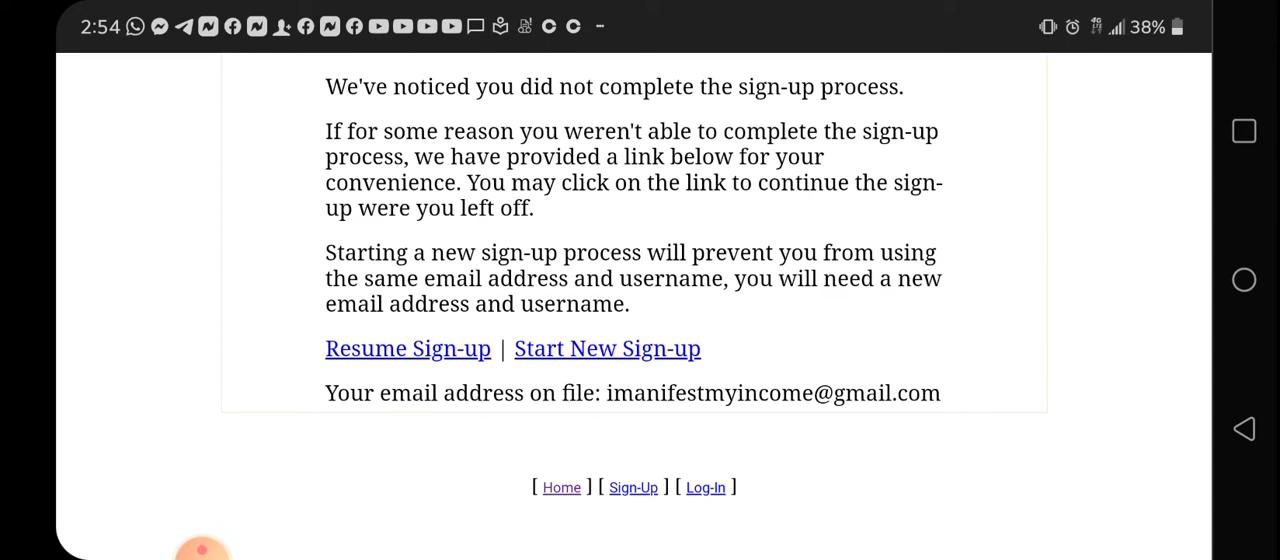 2:54
4G
38%
We've noticed you did not complete the sign-up process.
If for some reason you weren't able to complete the sign-up
process, we have provided a link below for your
convenience. You may click on the link to continue the sign-
up were you left off.
Starting a new sign-up process will prevent you from using
the same email address and username, you will need a new
email address and username.
Resume Sign-up | Start New Sign-up
Your email address on file: imanifestmyincome@gmail.com
[ Home ] [ Sign-Up ] [ Log-In ]